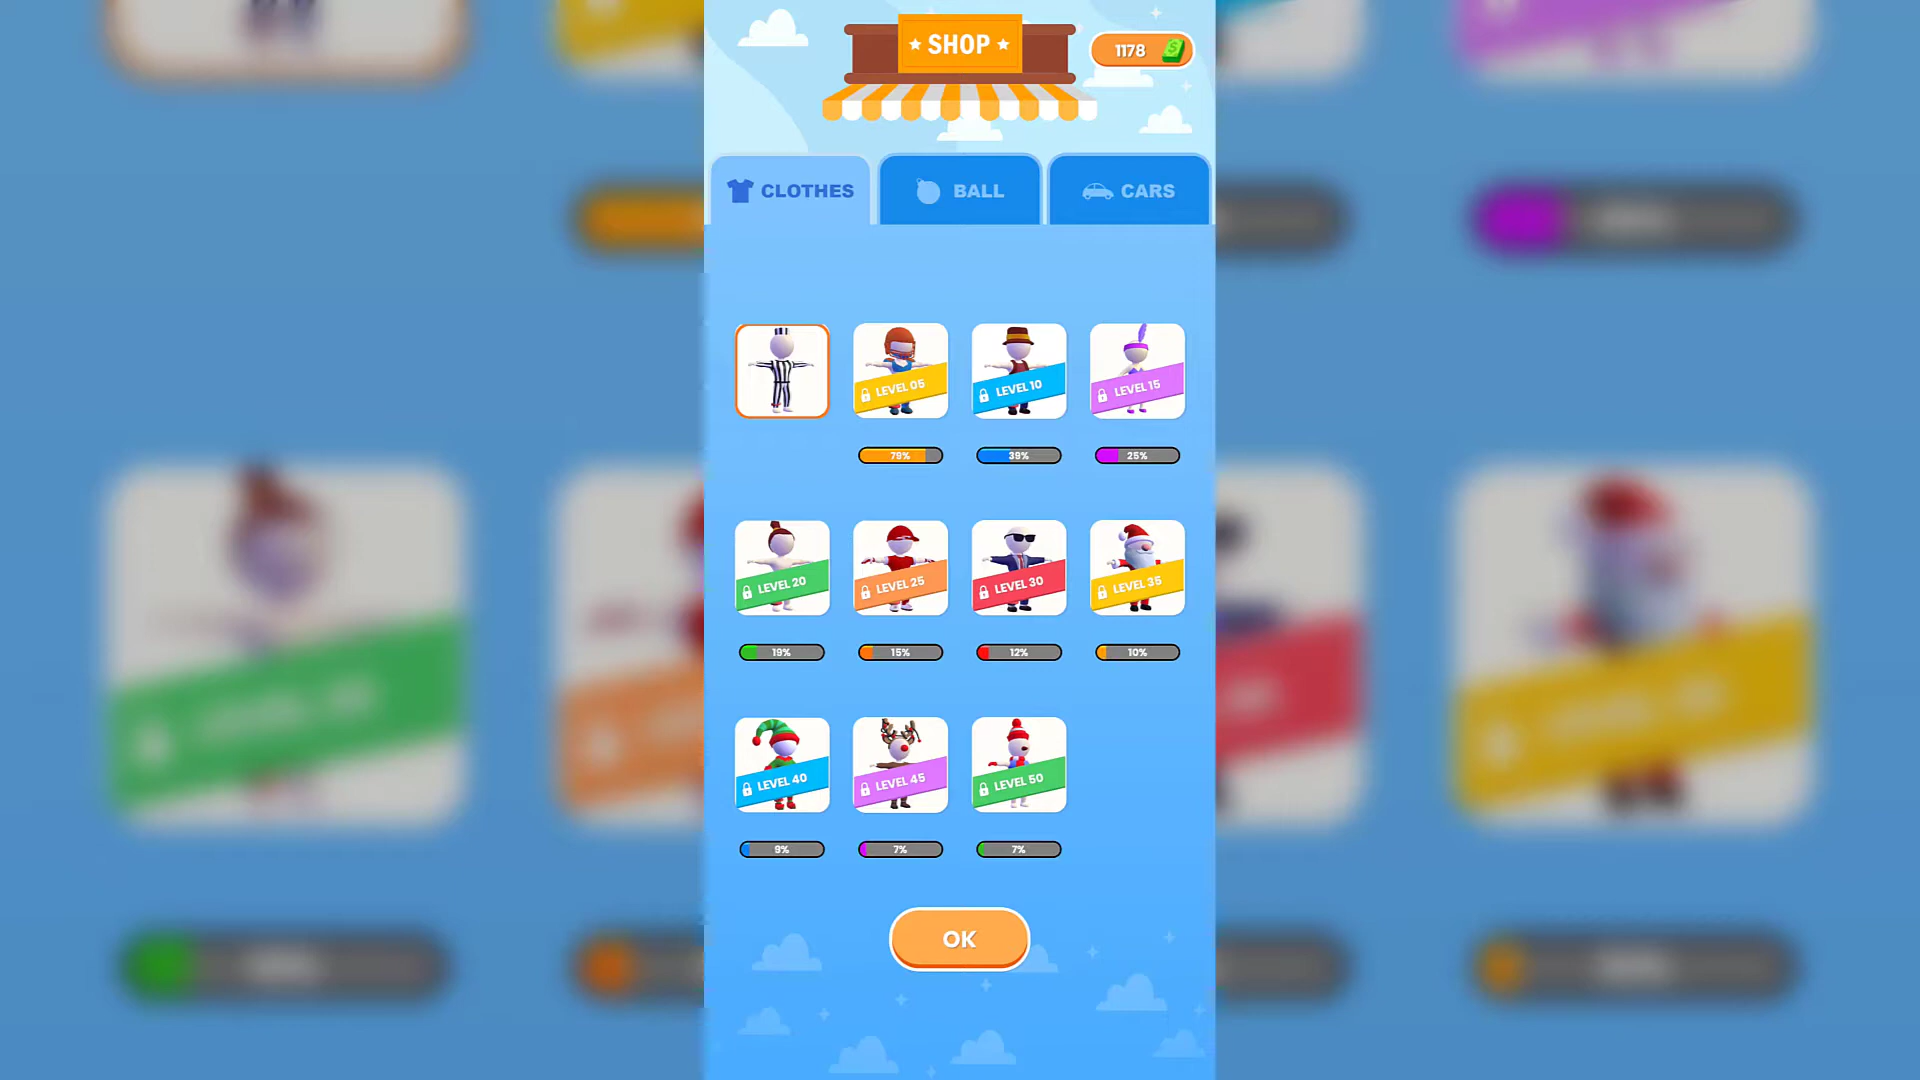 SHOP
1178
CLOTHES
BALL
CARS
LEVEL 05
LEVEL 10
LEVEL 15
79%
39%
25%
LEVEL 20
LEVEL 25
LEVEL 30
LEVEL 35
19%
15%
12%
10%
LEVEL 40
LEVEL 45
LEVEL 50
9%
7%
7%
OK